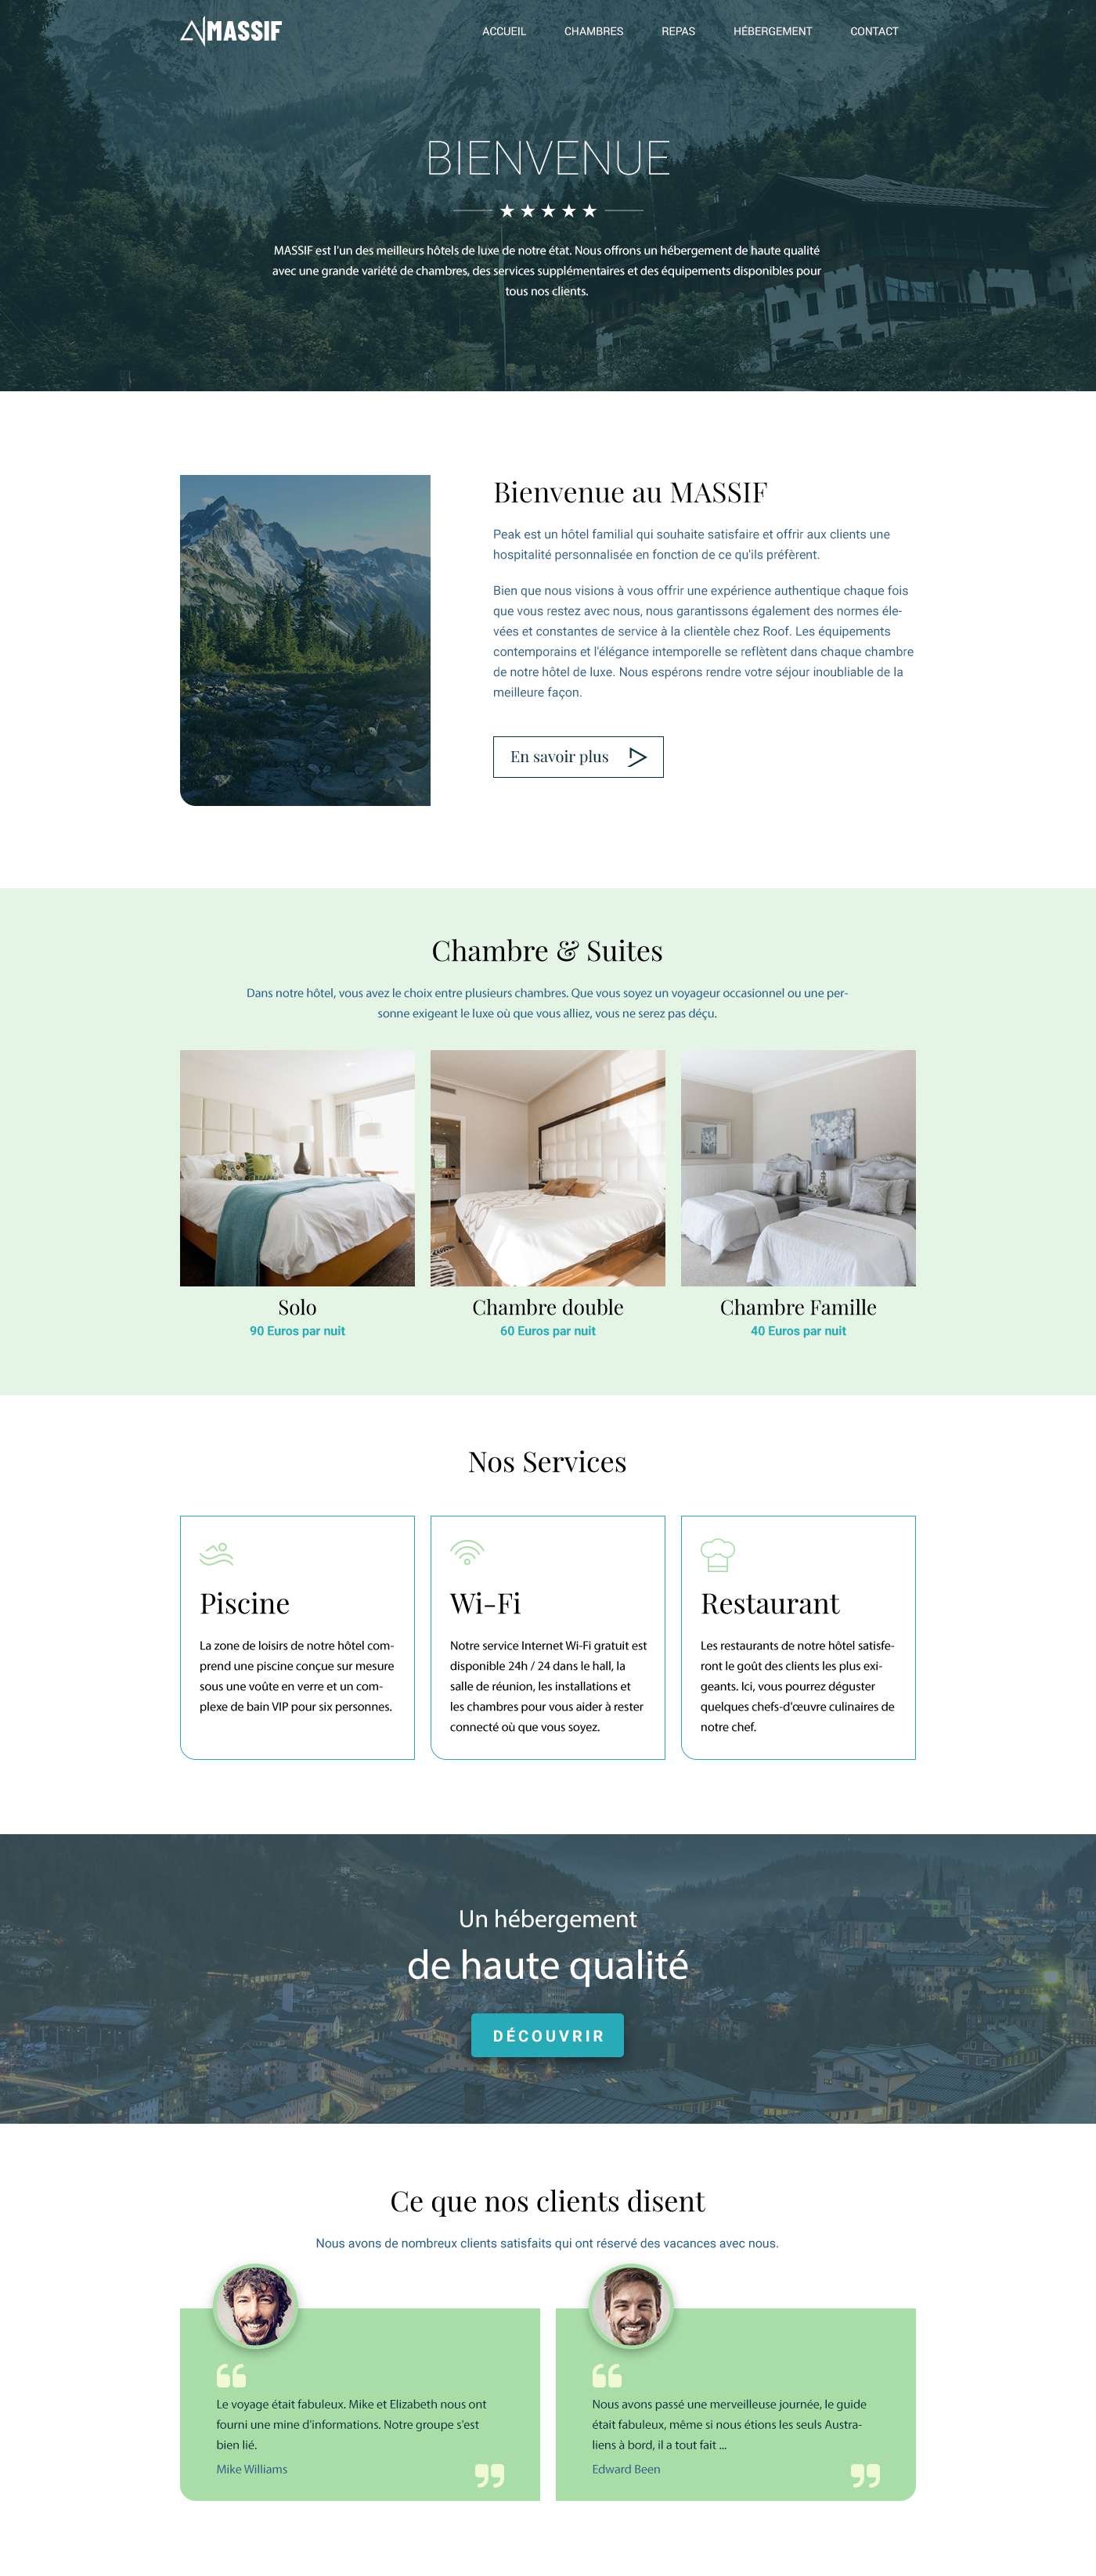 MASSIF
ACCUEIL CHAMBRES REPAS HÉBERGEMENT CONTACT
BIENVENUE
MASSIF est l'un des meilleurs hôtels de luxe de notre état. Nous offrons un hébergement de haute qualité
avec une grande variété de chambres, des services supplémentaires et des équipements disponibles pour
tous nos clients.
Bienvenue au MASSIF
Peak est un hôtel familial qui souhaite satisfaire et offrir aux clients une
hospitalité personnalisée en fonction de ce qu'ils préfèrent.
Bien que nous visions à vous offrir une expérience authentique chaque fois
que vous restez avec nous, nous garantissons également des normes éle-
vées et constantes de service à la clientèle chez Roof. Les équipements
contemporains et l'élégance intemporelle se reflètent dans chaque chambre
de notre hôtel de luxe. Nous espérons rendre votre séjour inoubliable de la
meilleure façon.
En savoir plus
Chambre & Suites
Dans notre hôtel, vous avez le choix entre plusieurs chambres. Que vous soyez un voyageur occasionnel ou une per-
sonne exigeant le luxe où que vous alliez, vous ne serez pas déçu.
Solo
90 Euros par nuit
Chambre double
60 Euros par nuit
Chambre Famille
40 Euros par nuit
Nos Services
Piscine
La zone de loisirs de notre hôtel com-
prend une piscine conçue sur mesure
sous une voûte en verre et un com-
plexe de bain VIP pour six personnes.
Wi-Fi
Notre service Internet Wi-Fi gratuit est
disponible 24h / 24 dans le hall, la
salle de réunion, les installations et
les chambres pour vous aider à rester
connecté où que vous soyez.
Restaurant
Les restaurants de notre hôtel satisfe-
ront le goût des clients les plus exi-
geants. Ici, vous pourrez déguster
quelques chefs-d'œuvre culinaires de
notre chef.
Un hébergement
de haute qualité
DÉCOUVRIR
Ce que nos clients disent
Nous avons de nombreux clients satisfaits qui ont réservé des vacances avec nous.
Le voyage était fabuleux. Mike et Elizabeth nous ont
fourni une mine d'informations. Notre groupe s'est
bien lié.
Mike Williams
Nous avons passé une merveilleuse journée, le guide
était fabuleux, même si nous étions les seuls Austra-
liens à bord, il a tout fait ...
Edward Been